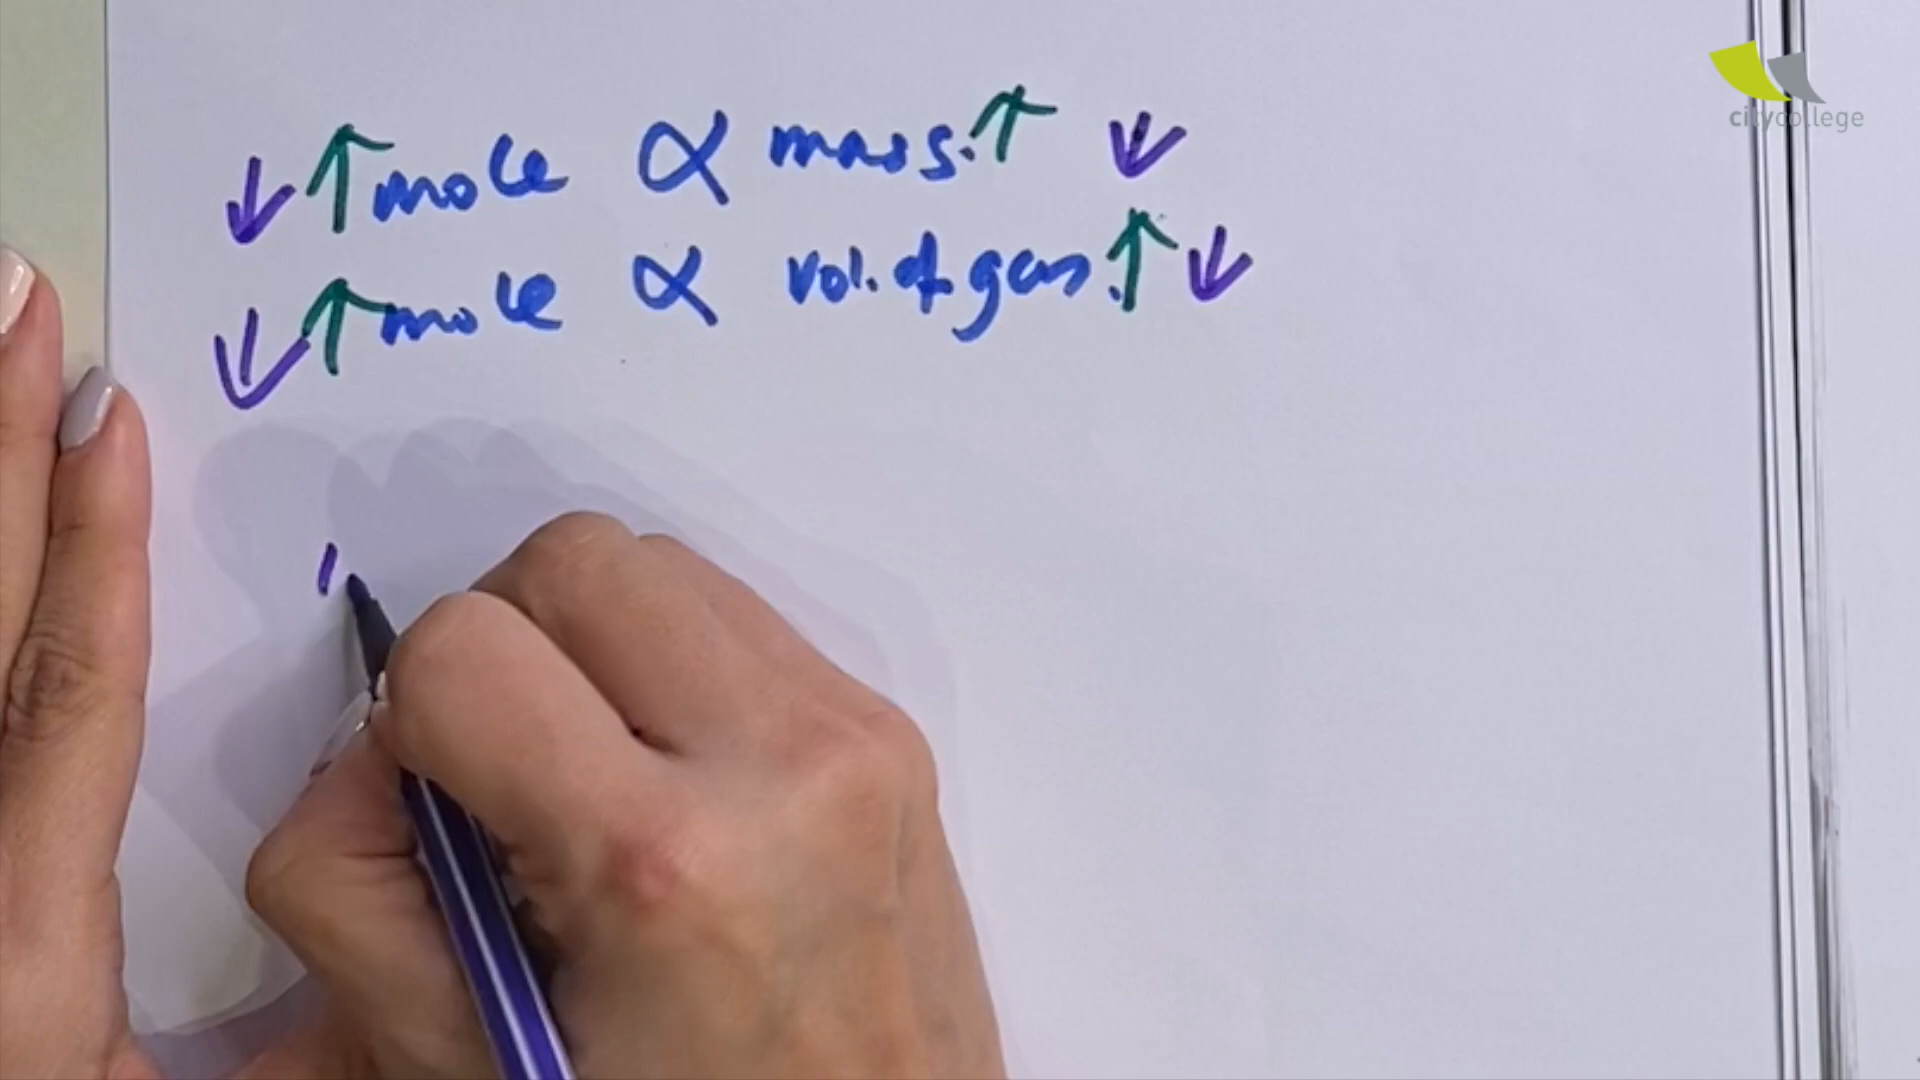 ↓↑mole ∝ mass.↑ ↓
↓↑mole ∝ vol. of gas.↑↓
citycollege